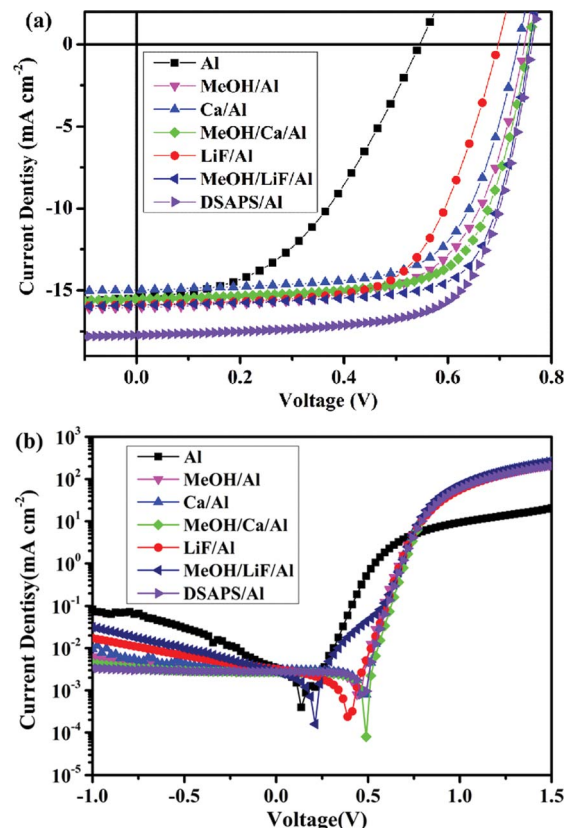 (a)
0
-5
-10
-15
Current Dentisy (mA cm-2)
Al
MeOH/Al
Ca/Al
MeOH/Ca/Al
LiF/Al
MeOH/LiF/Al
DSAPS/Al
0.0 0.2 0.4 0.6 0.8
Voltage (V)
(b)
10³
10²
10¹
10⁰
10⁻¹
10⁻²
10⁻³
10⁻⁴
10⁻⁵
Current Dentisy(mA cm⁻²)
Al
MeOH/Al
Ca/Al
MeOH/Ca/Al
LiF/Al
MeOH/LiF/Al
DSAPS/Al
-1.0 -0.5 0.0 0.5 1.0 1.5
Voltage(V)